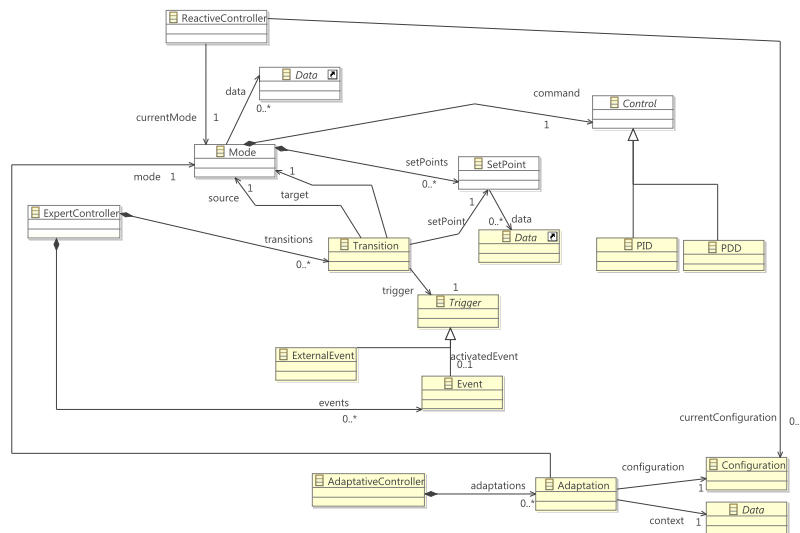 ReactiveController
Data
data
0..*
command
Control
currentMode
1
1
Mode
setPoints
SetPoint
mode
1
1
0..*
source
1
target
ExpertController
setPoint
1
0..*
data
transitions
Transition
Data
PID
PDD
0..*
trigger
1
Trigger
ExternalEvent
activatedEvent
0..1
Event
events
0..*
currentConfiguration
0..
configuration
Configuration
AdaptativeController
adaptations
Adaptation
1
0..*
Data
context
1